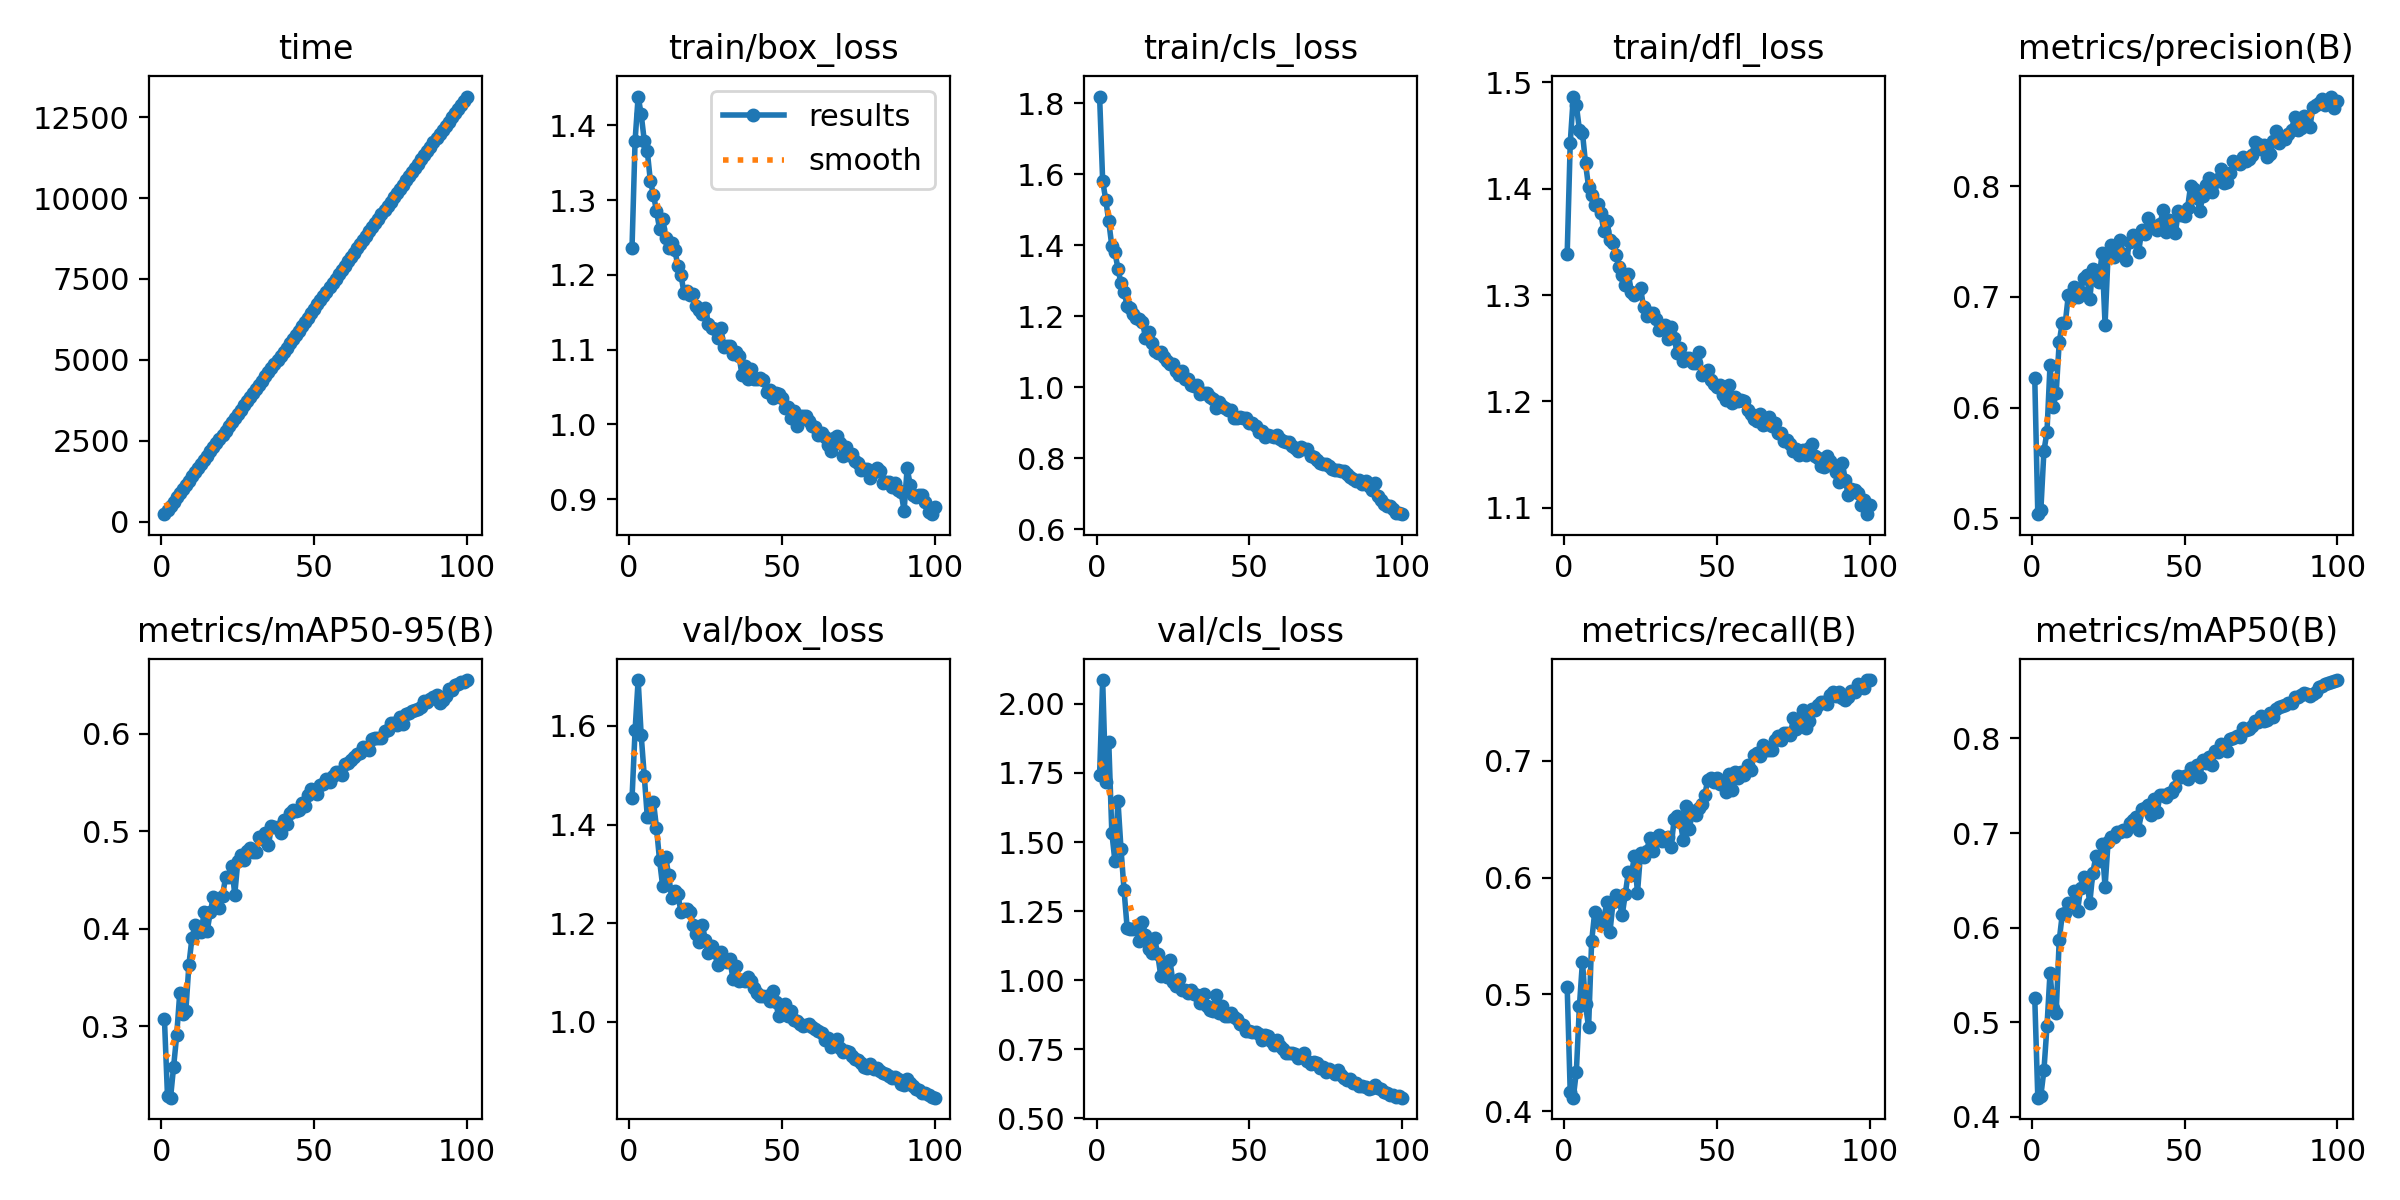 time
12500
10000
7500
5000
2500
0
0 50 100
train/box_loss
results
smooth
1.4
1.3
1.2
1.1
1.0
0.9
0 50 100
train/cls_loss
1.8
1.6
1.4
1.2
1.0
0.8
0.6
0 50 100
train/dfl_loss
1.5
1.4
1.3
1.2
1.1
0 50 100
metrics/precision(B)
0.8
0.7
0.6
0.5
0 50 100
metrics/mAP50-95(B)
0.6
0.5
0.4
0.3
0 50 100
val/box_loss
1.6
1.4
1.2
1.0
0 50 100
val/cls_loss
2.00
1.75
1.50
1.25
1.00
0.75
0.50
0 50 100
metrics/recall(B)
0.7
0.6
0.5
0.4
0 50 100
metrics/mAP50(B)
0.8
0.7
0.6
0.5
0.4
0 50 100